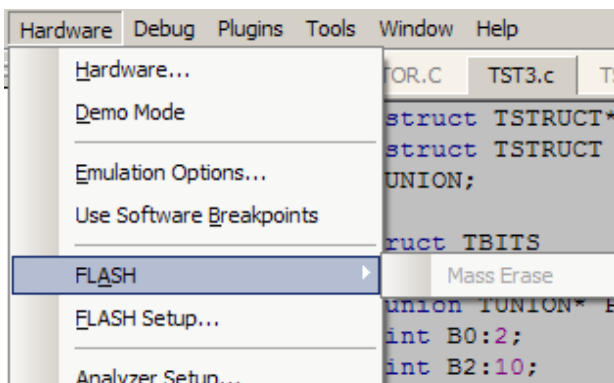 Hardware Debug Plugins Tools Window Help
Hardware...
TOR.C TST3.c
Demo Mode
struct TSTRUCT*
struct TSTRUCT
Emulation Options...
UNION;
Use Software Breakpoints
ruct TBITS
FLASH
Mass Erase
union TUNION*
FLASH Setup...
int B0:2;
int B2:10;
Analyzer Setup...